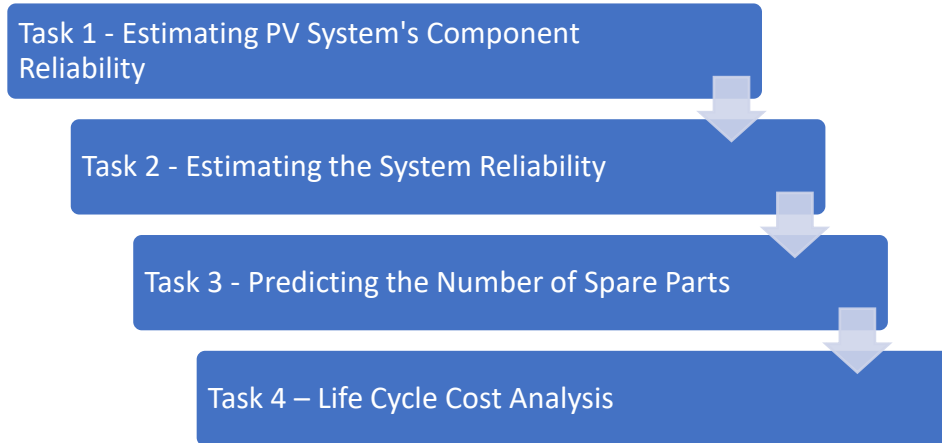 Task 1 - Estimating PV System's Component
Reliability
Task 2 - Estimating the System Reliability
Task 3 - Predicting the Number of Spare Parts
Task 4 – Life Cycle Cost Analysis